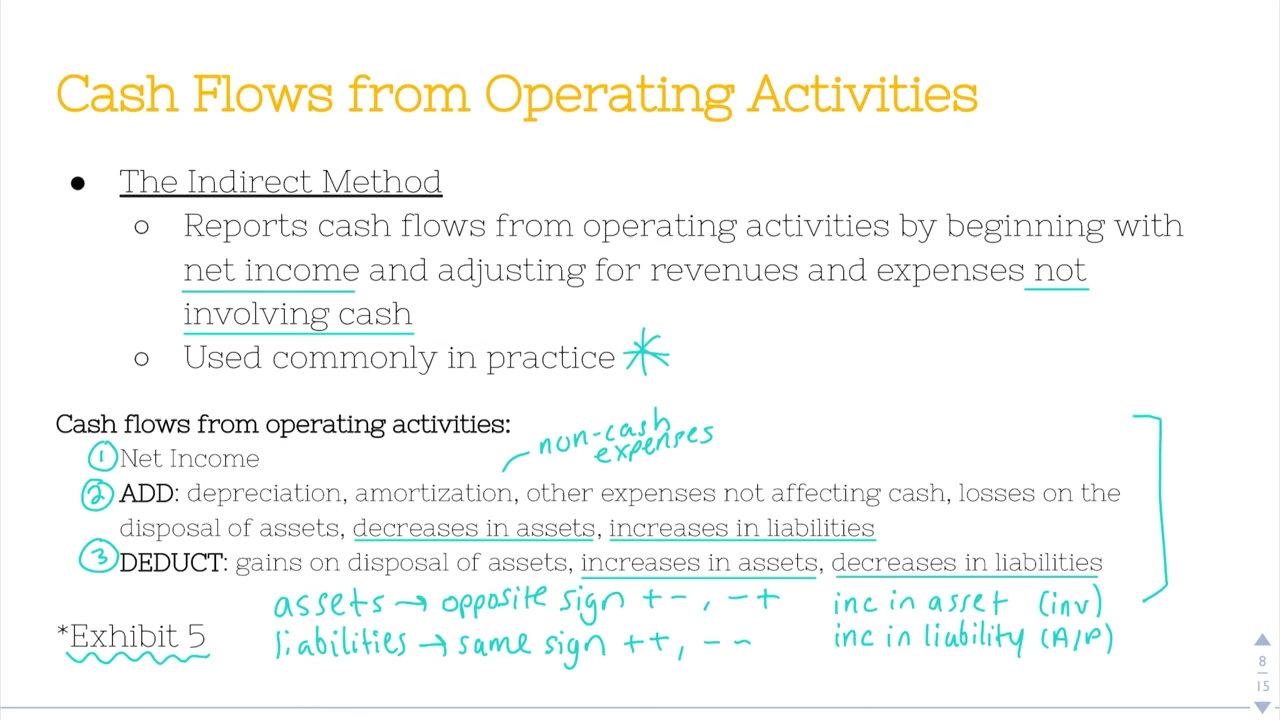 Cash Flows from Operating Activities
● The Indirect Method
○ Reports cash flows from operating activities by beginning with
net income and adjusting for revenues and expenses not
involving cash
○ Used commonly in practice *
Cash flows from operating activities:
non-cash
expenses
① Net Income
② ADD: depreciation, amortization, other expenses not affecting cash, losses on the
disposal of assets, decreases in assets, increases in liabilities
③ DEDUCT: gains on disposal of assets, increases in assets, decreases in liabilities
assets → opposite sign + -, - + inc in asset (inv)
*Exhibit 5 liabilities → same sign + +, - - inc in liability (A/P)
8
15